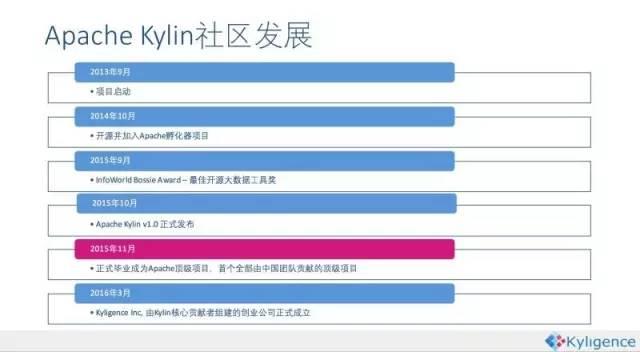 Apache Kylin社区发展
2013年9月
• 项目启动
2014年10月
• 开源并加入Apache孵化器项目
2015年9月
• InfoWorld Bossie Award – 最佳开源大数据工具奖
2015年10月
• Apache Kylin v1.0 正式发布
2015年11月
• 正式毕业成为Apache顶级项目，首个全部由中国团队贡献的顶级项目
2016年3月
• Kyligence Inc, 由Kylin核心贡献者组建的创业公司正式成立
Kyligence